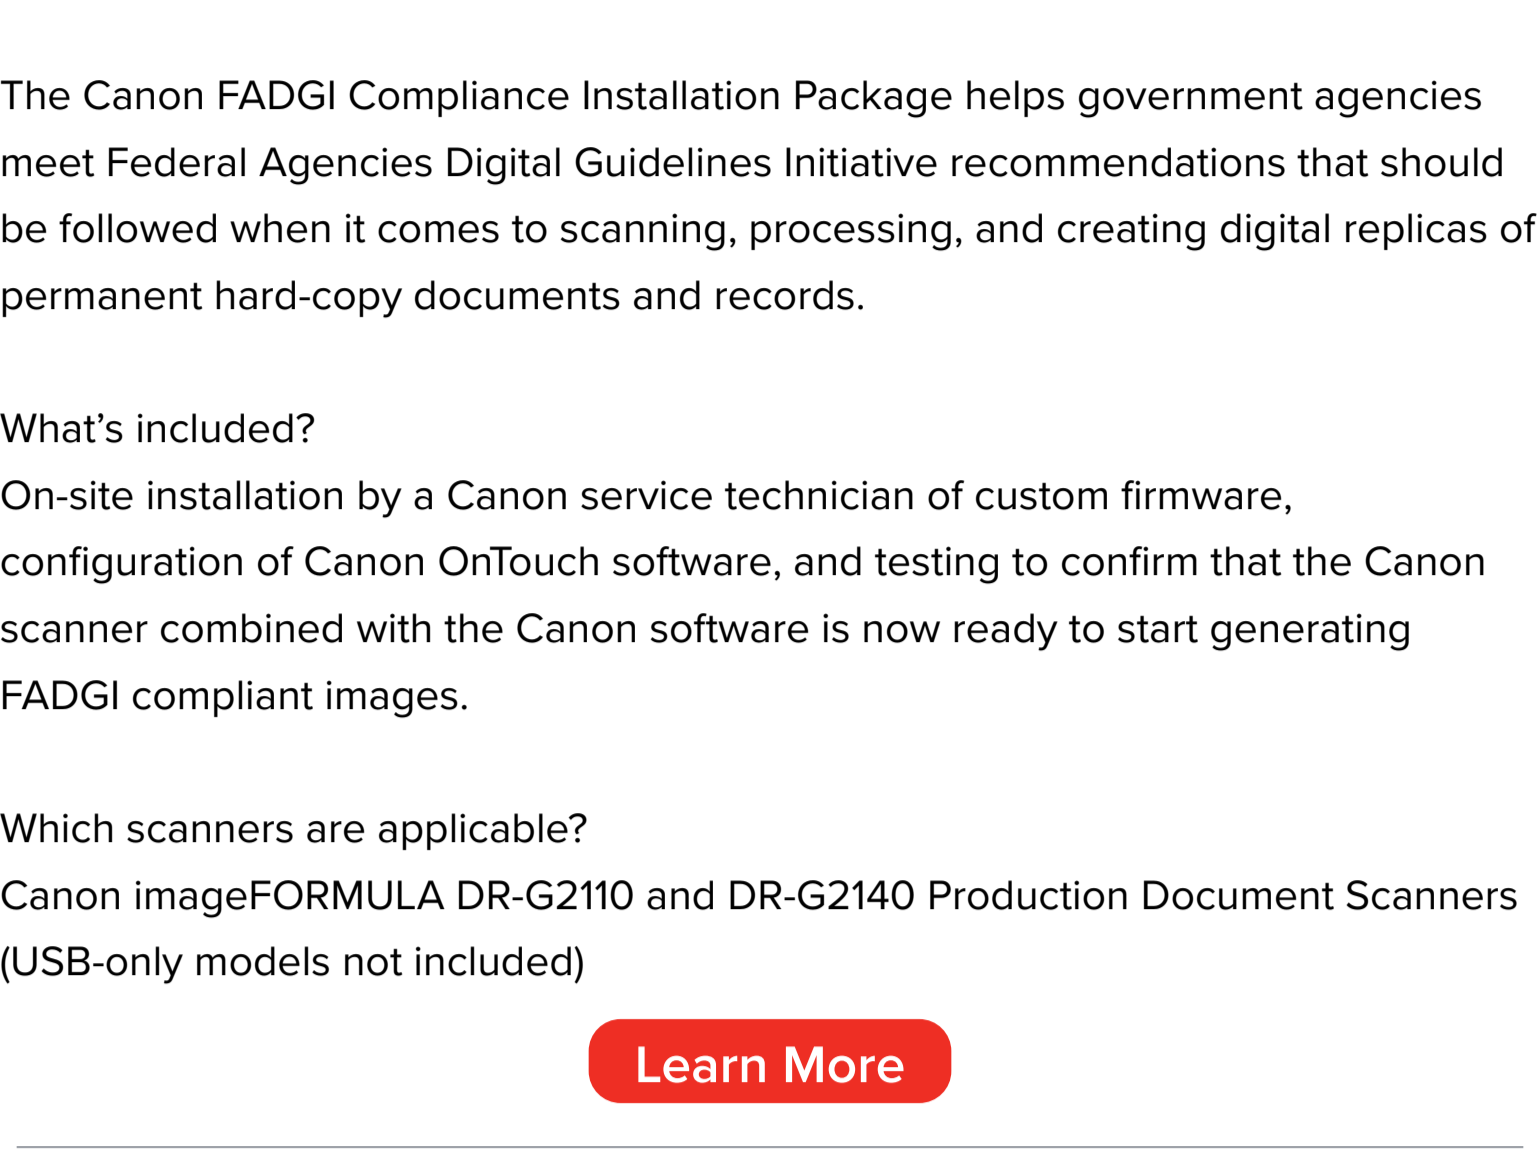 The Canon FADGI Compliance Installation Package helps government agencies
meet Federal Agencies Digital Guidelines Initiative recommendations that should
be followed when it comes to scanning, processing, and creating digital replicas of
permanent hard-copy documents and records.
What’s included?
On-site installation by a Canon service technician of custom firmware,
configuration of Canon OnTouch software, and testing to confirm that the Canon
scanner combined with the Canon software is now ready to start generating
FADGI compliant images.
Which scanners are applicable?
Canon imageFORMULA DR-G2110 and DR-G2140 Production Document Scanners
(USB-only models not included)
Learn More